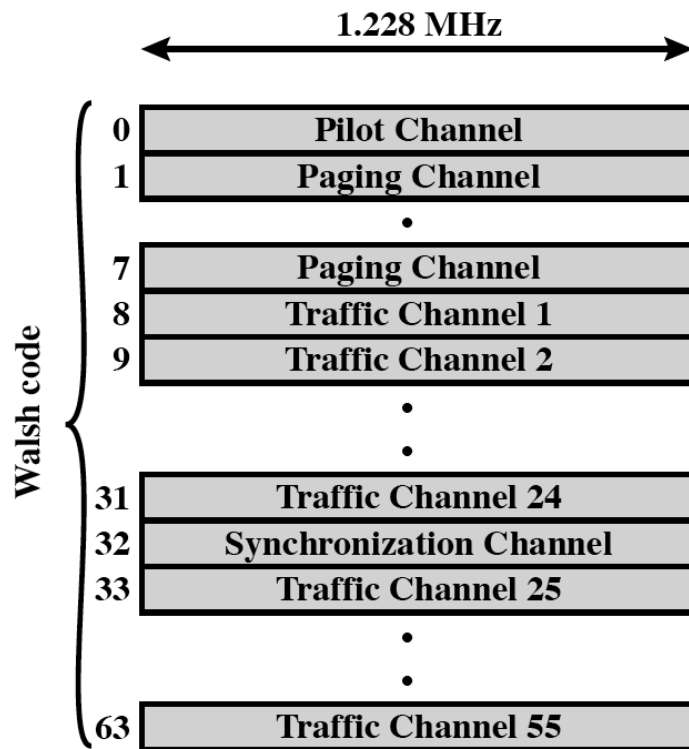 1.228 MHz
0 Pilot Channel
1 Paging Channel
7 Paging Channel
8 Traffic Channel 1
9 Traffic Channel 2
Walsh code
31 Traffic Channel 24
32 Synchronization Channel
33 Traffic Channel 25
63 Traffic Channel 55